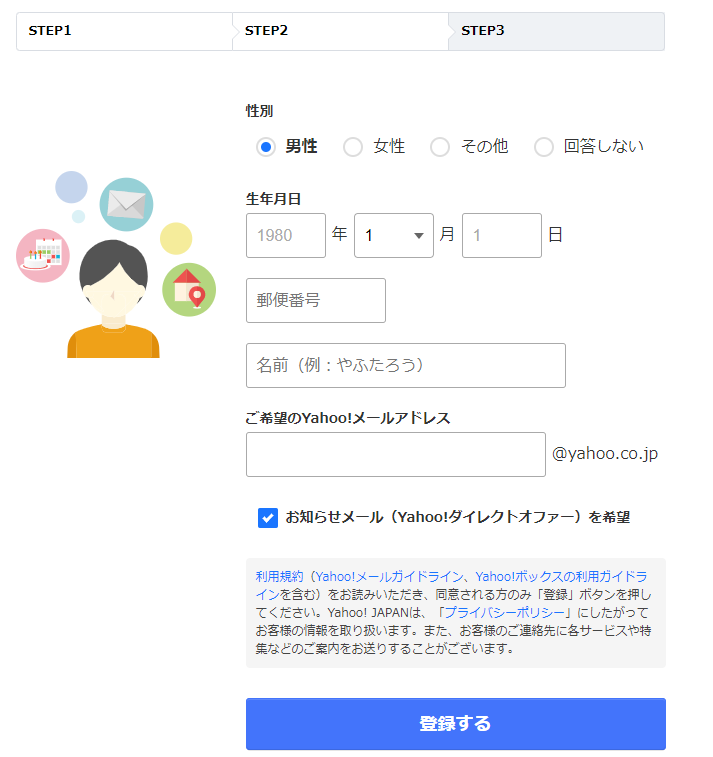 STEP1 STEP2 STEP3
性別
男性 女性 その他 回答しない
生年月日
1980 年 1 月 1 日
郵便番号
名前（例：やふたろう）
ご希望のYahoo!メールアドレス
@yahoo.co.jp
お知らせメール（Yahoo!ダイレクトオファー）を希望
利用規約（Yahoo!メールガイドライン、Yahoo!ボックスの利用ガイドラ
インを含む）をお読みいただき、同意される方のみ「登録」ボタンを押し
てください。Yahoo! JAPANは、「プライバシーポリシー」にしたがって
お客様の情報を取り扱います。また、お客様のご連絡先に各サービスや特
集などのご案内をお送りすることがございます。
登録する